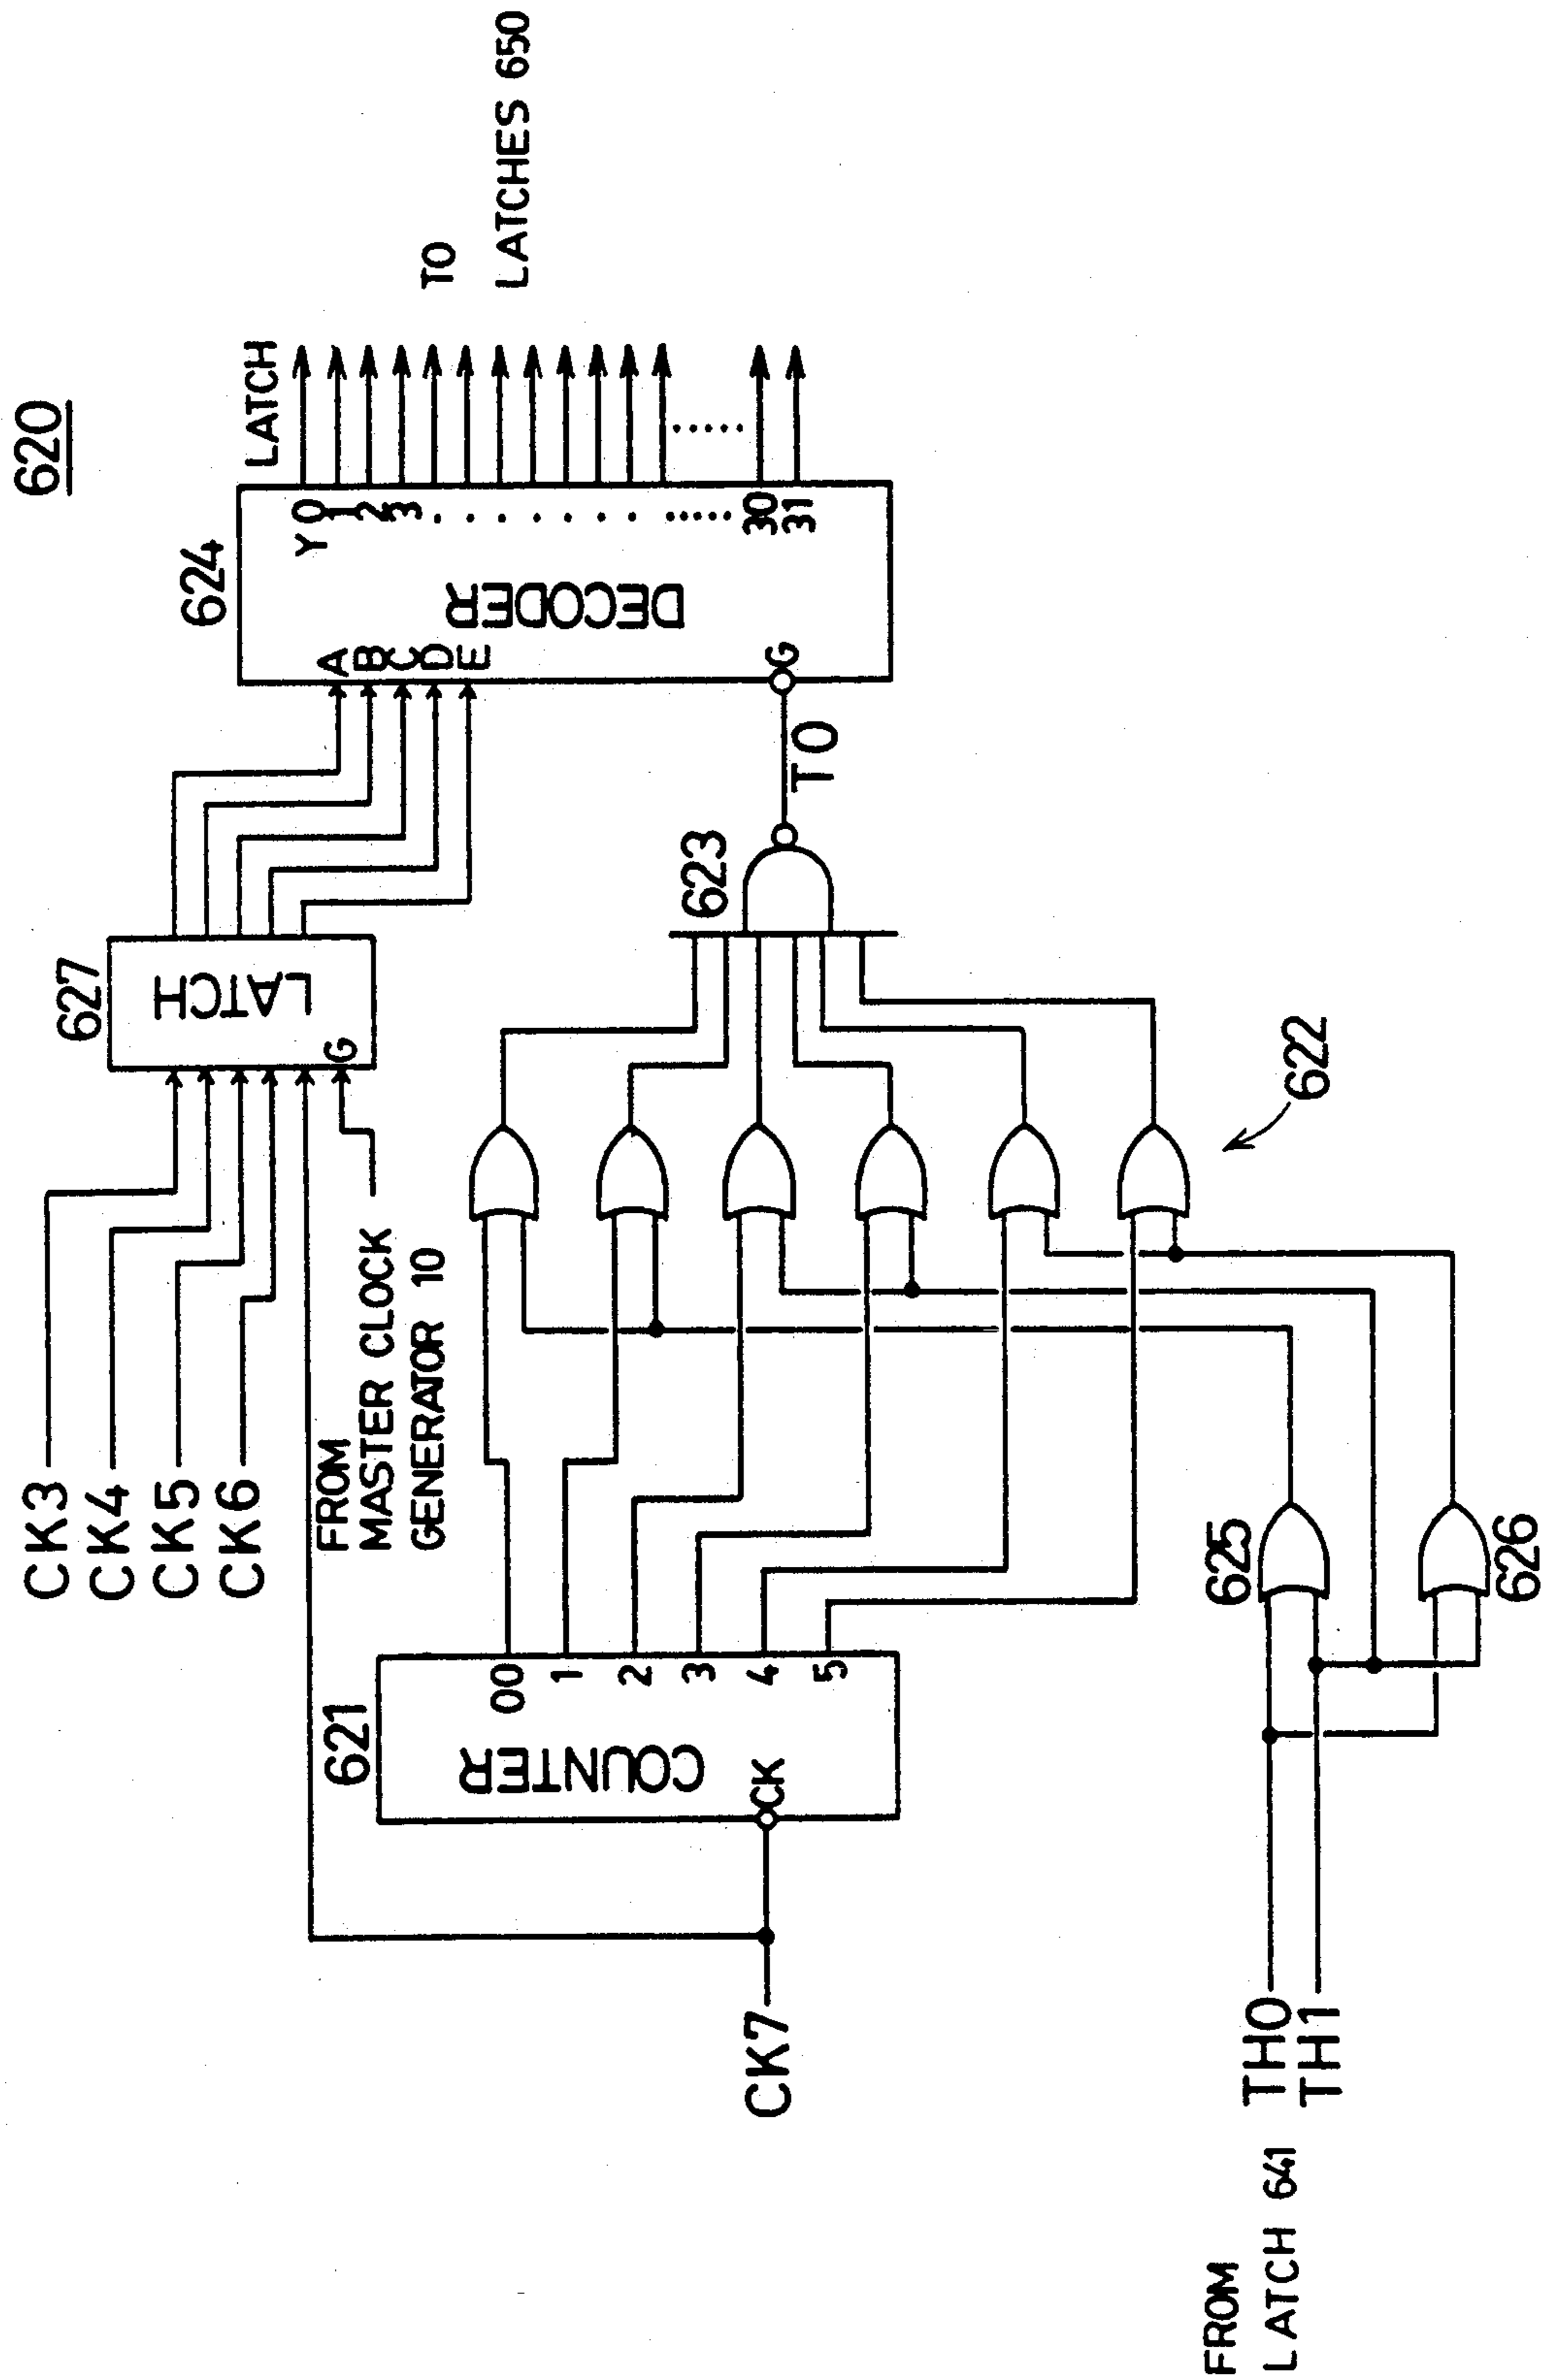 620
CK3
CK4
CK5
CK6
FROM
MASTER CLOCK
GENERATOR 10
627
LATCH
G
624
A
B
C
D
E
G
DECODER
Y 0
1
2
3
30
31
LATCH
TO
LATCHES 650
621
COUNTER
CK
00
1
2
3
4
5
CK7
623
TO
622
625
626
FROM
LATCH 641
TH0
TH1